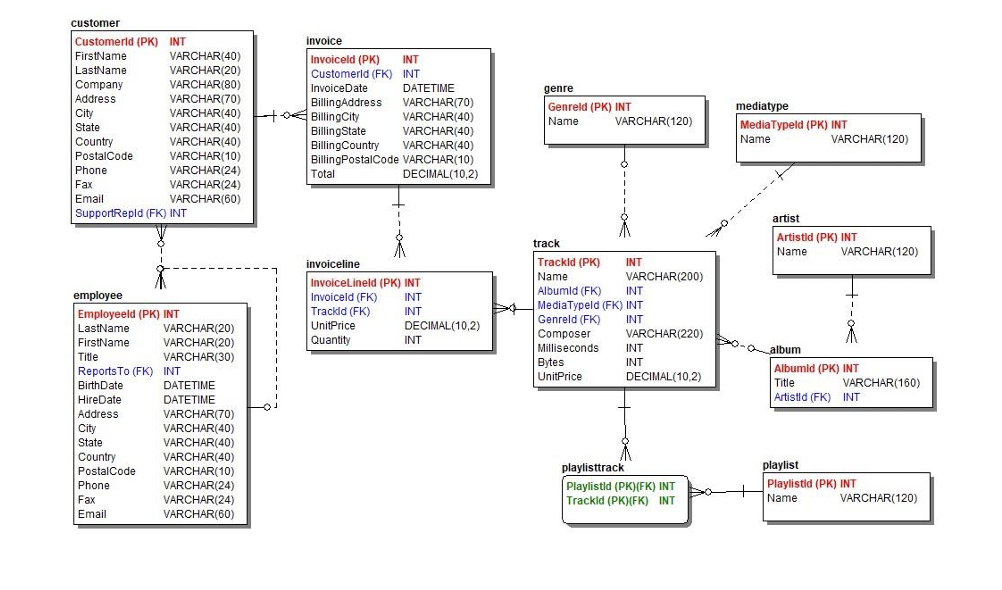 customer
CustomerId (PK) INT
FirstName VARCHAR(40)
LastName VARCHAR(20)
Company VARCHAR(80)
Address VARCHAR(70)
City VARCHAR(40)
State VARCHAR(40)
Country VARCHAR(40)
PostalCode VARCHAR(10)
Phone VARCHAR(24)
Fax VARCHAR(24)
Email VARCHAR(60)
SupportRepId (FK) INT
invoice
InvoiceId (PK) INT
CustomerId (FK) INT
InvoiceDate DATETIME
BillingAddress VARCHAR(70)
BillingCity VARCHAR(40)
BillingState VARCHAR(40)
BillingCountry VARCHAR(40)
BillingPostalCode VARCHAR(10)
Total DECIMAL(10,2)
genre
GenreId (PK) INT
Name VARCHAR(120)
mediatype
MediaTypeId (PK) INT
Name VARCHAR(120)
artist
ArtistId (PK) INT
Name VARCHAR(120)
employee
EmployeeId (PK) INT
LastName VARCHAR(20)
FirstName VARCHAR(20)
Title VARCHAR(30)
ReportsTo (FK) INT
BirthDate DATETIME
HireDate DATETIME
Address VARCHAR(70)
City VARCHAR(40)
State VARCHAR(40)
Country VARCHAR(40)
PostalCode VARCHAR(10)
Phone VARCHAR(24)
Fax VARCHAR(24)
Email VARCHAR(60)
invoiceline
InvoiceLineId (PK) INT
InvoiceId (FK) INT
TrackId (FK) INT
UnitPrice DECIMAL(10,2)
Quantity INT
track
TrackId (PK) INT
Name VARCHAR(200)
AlbumId (FK) INT
MediaTypeId (FK) INT
GenreId (FK) INT
Composer VARCHAR(220)
Milliseconds INT
Bytes INT
UnitPrice DECIMAL(10,2)
album
AlbumId (PK) INT
Title VARCHAR(160)
ArtistId (FK) INT
playlisttrack
PlaylistId (PK)(FK) INT
TrackId (PK)(FK) INT
playlist
PlaylistId (PK) INT
Name VARCHAR(120)